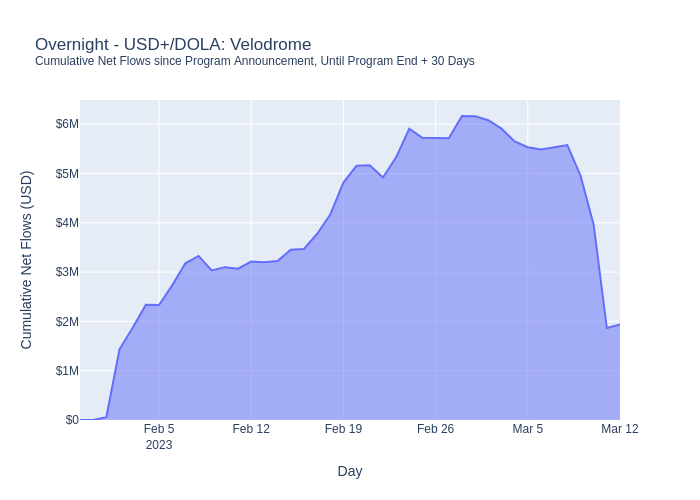 Overnight - USD+/DOLA: Velodrome
Cumulative Net Flows since Program Announcement, Until Program End + 30 Days
Cumulative Net Flows (USD)
$6M
$5M
$4M
$3M
$2M
$1M
$0
Feb 5
2023
Feb 12
Feb 19
Feb 26
Mar 5
Mar 12
Day